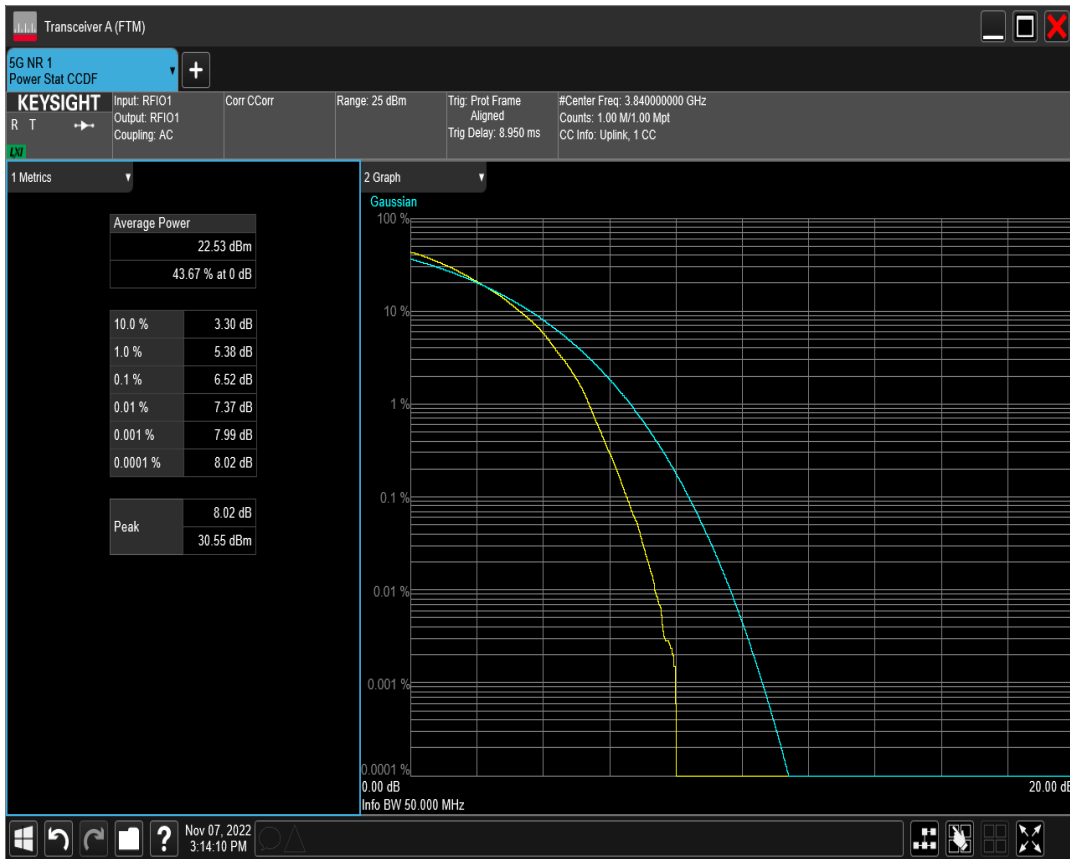 Transceiver A (FTM)
5G NR 1
Power Stat CCDF
+
KEYSIGHT
R T
LXI
Input: RFIO1
Output: RFIO1
Coupling: AC
Corr CCorr
Range: 25 dBm
Trig: Prot Frame
Aligned
Trig Delay: 8.950 ms
#Center Freq: 3.840000000 GHz
Counts: 1.00 M/1.00 Mpt
CC Info: Uplink, 1 CC
1 Metrics
Average Power
22.53 dBm
43.67 % at 0 dB
10.0 % 3.30 dB
1.0 % 5.38 dB
0.1 % 6.52 dB
0.01 % 7.37 dB
0.001 % 7.99 dB
0.0001 % 8.02 dB
Peak
8.02 dB
30.55 dBm
2 Graph
Gaussian
100 %
10 %
1 %
0.1 %
0.01 %
0.001 %
0.0001 %
0.00 dB
20.00 dB
Info BW 50.000 MHz
?
Nov 07, 2022
3:14:10 PM